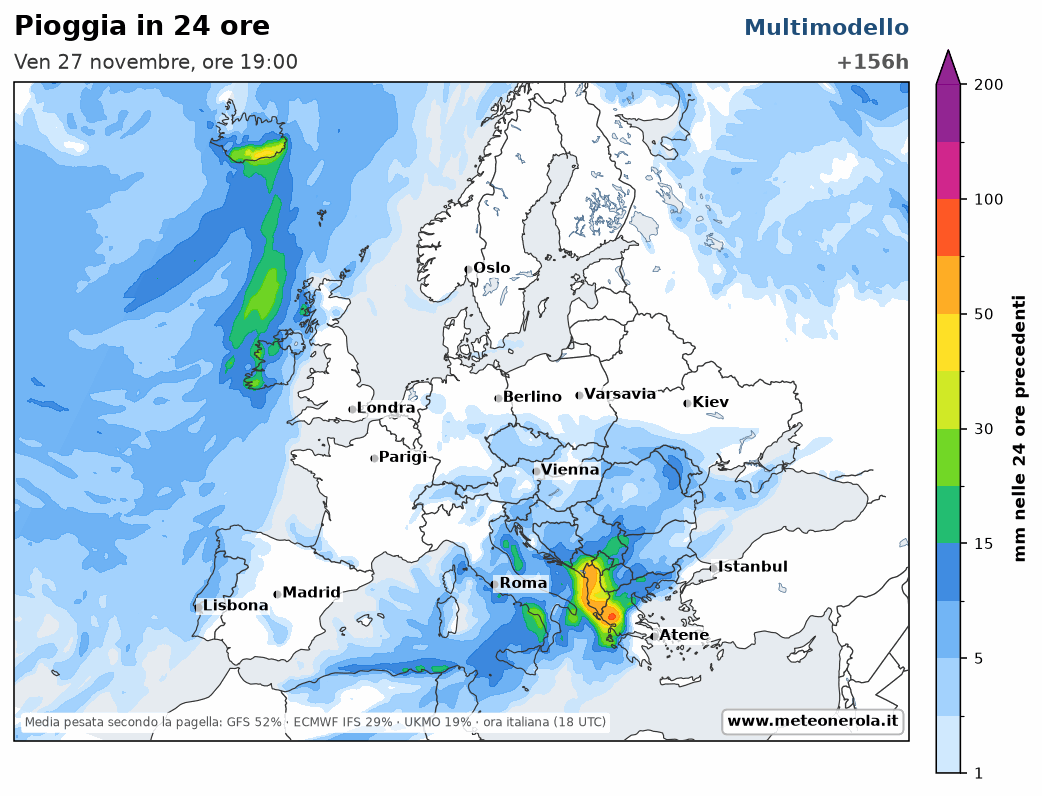 Pioggia in 24 ore
Multimodello
Ven 27 novembre, ore 19:00
+156h
200
100
50
30
15
5
1
mm nelle 24 ore precedenti
Oslo
Berlino
Varsavia
Kiev
Londra
Parigi
Vienna
Istanbul
Roma
Madrid
Lisbona
Atene
Media pesata secondo la pagella: GFS 52% · ECMWF IFS 29% · UKMO 19% · ora italiana (18 UTC)
www.meteonerola.it